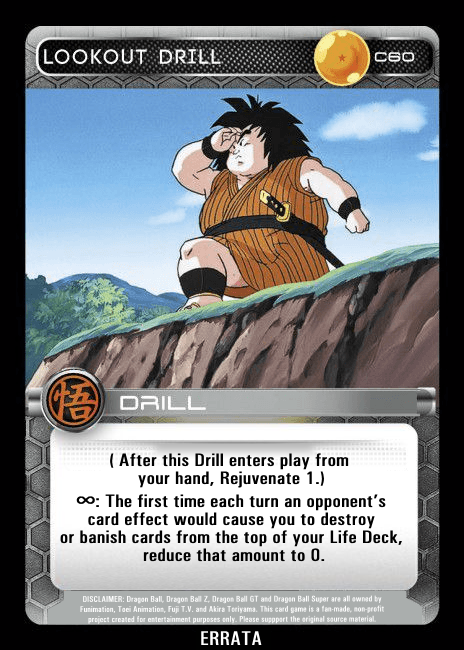 LOOKOUT DRILL
C60
悟
DRILL
( After this Drill enters play from
your hand, Rejuvenate 1.)
∞: The first time each turn an opponent's
card effect would cause you to destroy
or banish cards from the top of your Life Deck,
reduce that amount to 0.
DISCLAIMER: Dragon Ball, Dragon Ball Z, Dragon Ball GT and Dragon Ball Super are all owned by
Funimation, Toei Animation, Fuji T.V. and Akira Toriyama. This card game is a fan-made, non-profit
project created for entertainment purposes only. Please suppport the original source material.
ERRATA